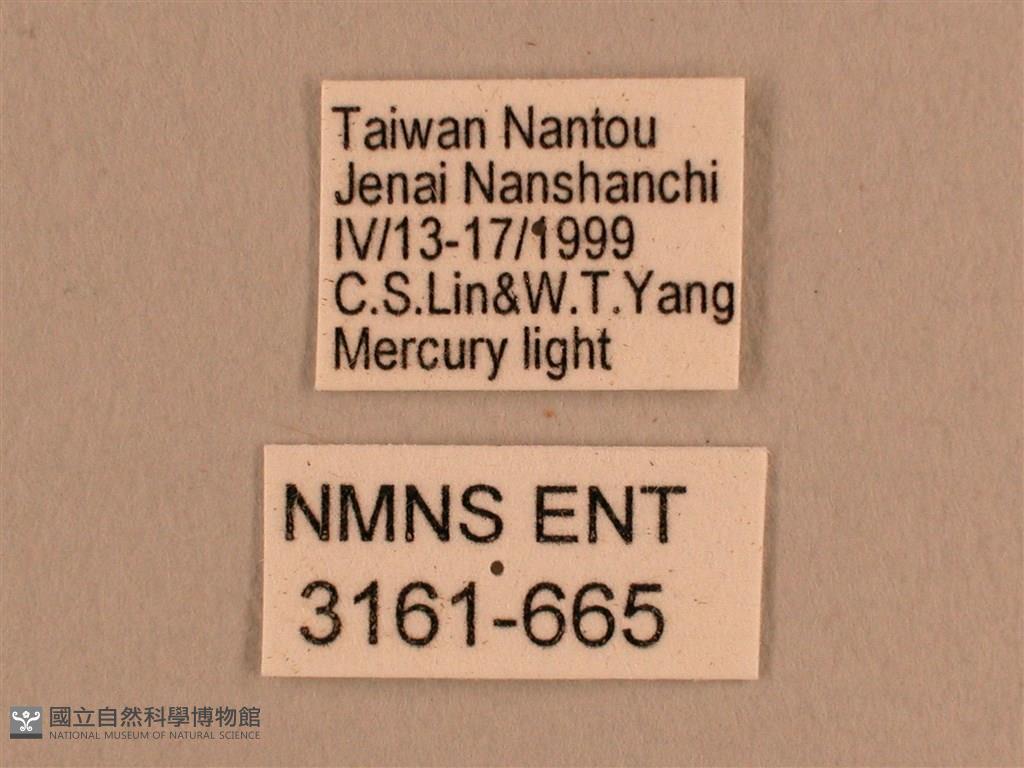 Taiwan Nantou
Jenai Nanshanchi
IV/13-17/1999
C.S.Lin&W.T.Yang
Mercury light
NMNS ENT
3161-665
國立自然科學博物館
NATIONAL MUSEUM OF NATURAL SCIENCE